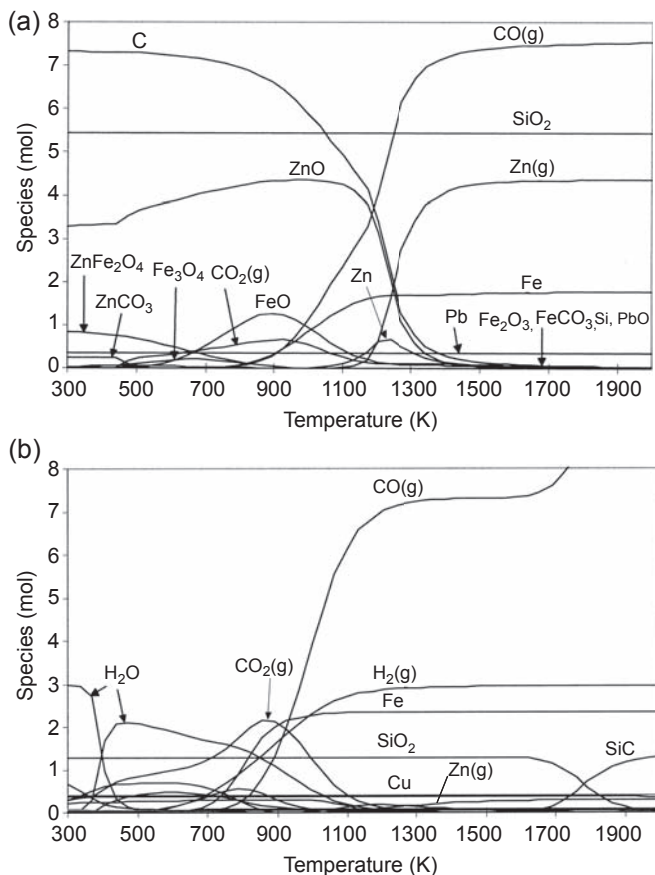 (a)
Species (mol)
8
7
6
5
4
3
2
1
0
C
CO(g)
SiO2
ZnO
Zn(g)
ZnFe2O4
Fe3O4 CO2(g)
ZnCO3
FeO
Zn
Fe
Pb
Fe2O3, FeCO3, Si, PbO
300 500 700 900 1100 1300 1500 1700 1900
Temperature (K)
(b)
Species (mol)
8
7
6
5
4
3
2
1
0
CO(g)
H2O
CO2(g)
H2(g)
Fe
SiO2
SiC
Cu
Zn(g)
300 500 700 900 1100 1300 1500 1700 1900
Temperature (K)